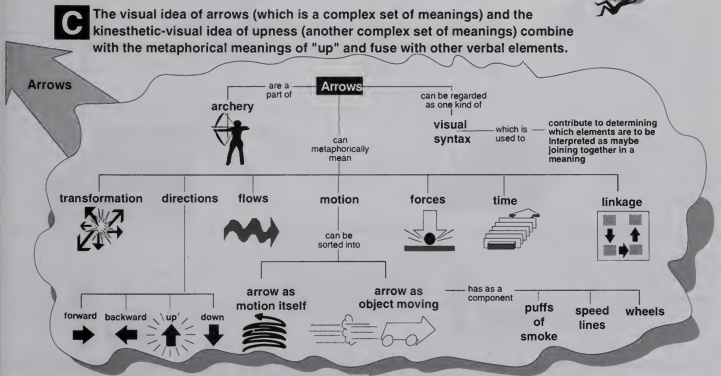 C
The visual idea of arrows (which is a complex set of meanings) and the
kinesthetic-visual idea of upness (another complex set of meanings) combine
with the metaphorical meanings of "up" and fuse with other verbal elements.
Arrows
Arrows
are a
part of
archery
can be regarded
as one kind of
visual
syntax
which is
used to
contribute to determining
which elements are to be
interpreted as maybe
joining together in a
meaning
can
metaphorically
mean
transformation
directions
flows
motion
forces
time
linkage
can be
sorted into
forward
backward
up
down
arrow as
motion itself
arrow as
object moving
has as a
component
puffs
of
smoke
speed
lines
wheels